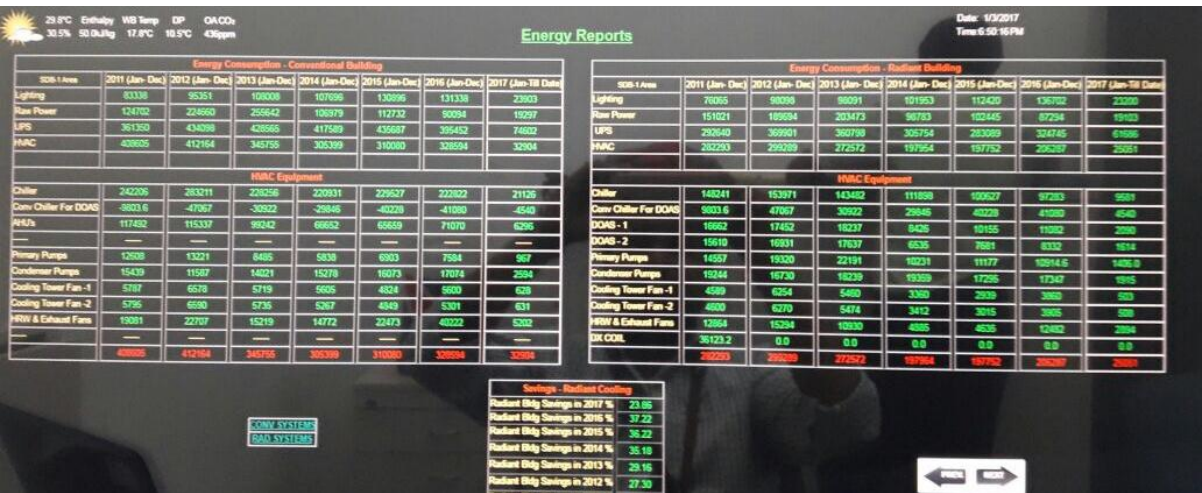 29.8°C Enthalpy WB Temp DP OACO₂
30.5% 50.0kJ/kg 17.8°C 10.5°C 436ppm
Date: 1/3/2017
Time:6:50:16 PM
Energy Reports
Energy Consumption - Conventional Building
SDB-1 Area 2011 (Jan- Dec) 2012 (Jan- Dec) 2013 (Jan-Dec) 2014 (Jan-Dec) 2015 (Jan-Dec) 2016 (Jan-Dec) 2017 (Jan-Till Date)
Lighting 83338 95351 108008 107696 130896 131338 23903
Raw Power 124702 224660 255642 106979 112732 90094 19297
UPS 361350 434098 428565 417589 435687 395452 74602
HVAC 408605 412164 345755 305399 310080 328594 32904
HVAC Equipment
Chiller 242206 283211 228256 220931 229527 222822 21126
Conv Chiller For DOAS -9803.6 -47067 -30922 -29846 -40228 -41080 -4540
AHU's 117492 115337 99242 66652 65659 71070 6296
---- ---- ---- ---- ---- ---- ---- ----
Primary Pumps 12608 13221 8485 5838 6903 7584 967
Condenser Pumps 15439 11587 14021 15278 16073 17074 2594
Cooling Tower Fan -1 5787 6578 5719 5605 4824 5600 628
Cooling Tower Fan -2 5795 6590 5735 5267 4849 5301 631
HRW & Exhaust Fans 19081 22707 15219 14772 22473 40222 5202
---- ---- ---- ---- ---- ---- ---- ----
408605 412164 345755 305399 310080 328594 32904
Energy Consumption - Radiant Building
SDB-1 Area 2011 (Jan- Dec) 2012 (Jan- Dec) 2013 (Jan-Dec) 2014 (Jan-Dec) 2015 (Jan-Dec) 2016 (Jan-Dec) 2017 (Jan-Till Date)
Lighting 76065 98098 98091 101953 112420 136702 23200
Raw Power 151021 189694 203473 98783 102445 87294 19103
UPS 292640 369901 360798 305754 283089 324745 61686
HVAC 282293 299289 272572 197954 197752 206287 25051
HVAC Equipment
Chiller 148241 153971 143482 111898 100627 97283 9581
Conv Chiller For DOAS 9803.6 47067 30922 29846 40228 41080 4540
DOAS - 1 16662 17452 18237 8426 10155 11082 2090
DOAS - 2 15610 16931 17637 6535 7681 8332 1614
Primary Pumps 14557 19320 22191 10231 11177 10914.6 1406.0
Condenser Pumps 19244 16730 18239 19359 17295 17347 1915
Cooling Tower Fan -1 4589 6254 5460 3360 2939 3860 503
Cooling Tower Fan -2 4600 6270 5474 3412 3015 3905 508
HRW & Exhaust Fans 12864 15294 10930 4885 4635 12482 2894
DX COIL 36123.2 0.0 0.0 0.0 0.0 0.0 0.0
282293 299289 272572 197964 197752 206287 25051
Savings - Radiant Cooling
Radiant Bldg Savings in 2017 % 23.86
Radiant Bldg Savings in 2016 % 37.22
Radiant Bldg Savings in 2015 % 36.22
Radiant Bldg Savings in 2014 % 35.18
Radiant Bldg Savings in 2013 % 29.16
Radiant Bldg Savings in 2012 % 27.30
CONV SYSTEMS
RAD SYSTEMS
PREV. NEXT